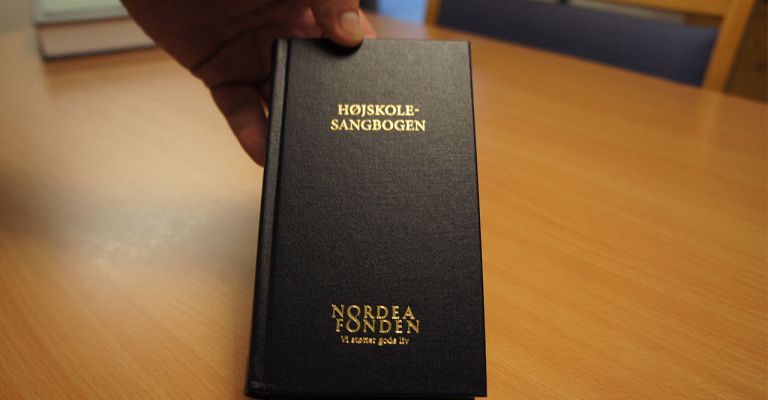 HØJSKOLE-
SANGBOGEN
NORDEA
FONDEN
Vi støtter gode liv